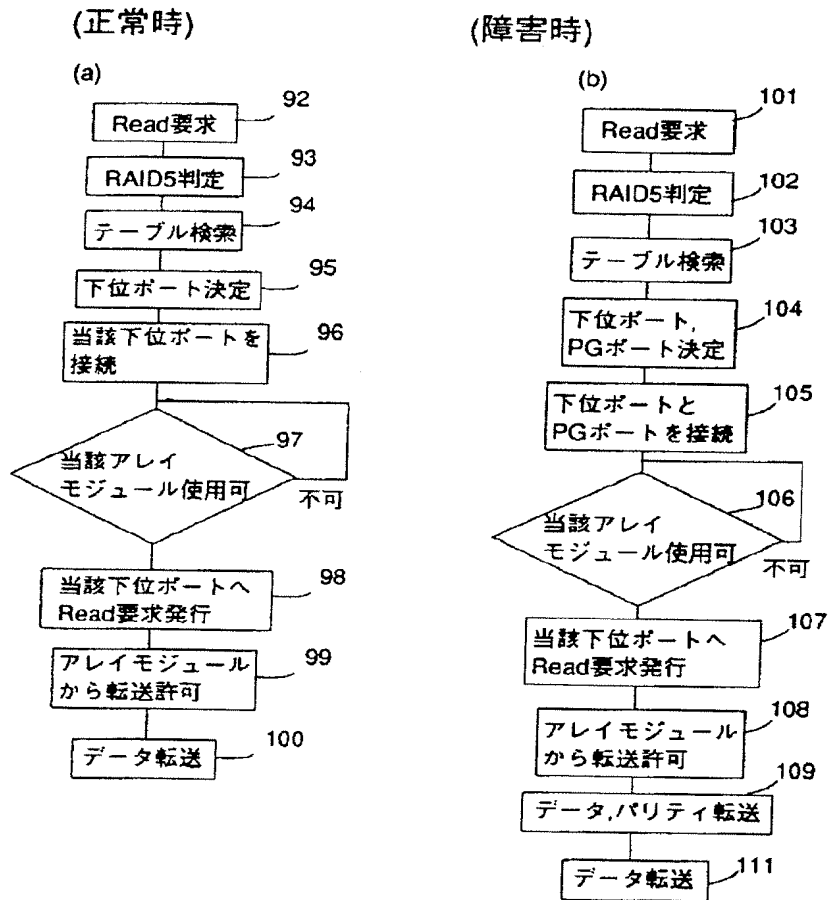 (正常時)
(a)
92
Read要求
93
RAID5判定
94
テーブル検索
95
下位ポート決定
96
当該下位ポートを
接続
97
当該アレイ
モジュール使用可
不可
98
当該下位ポートへ
Read要求発行
99
アレイモジュール
から転送許可
100
データ転送
(障害時)
(b)
101
Read要求
102
RAID5判定
103
テーブル検索
104
下位ポート,
PGポート決定
105
下位ポートと
PGポートを接続
106
当該アレイ
モジュール使用可
不可
107
当該下位ポートへ
Read要求発行
108
アレイモジュール
から転送許可
109
データ,パリティ転送
111
データ転送